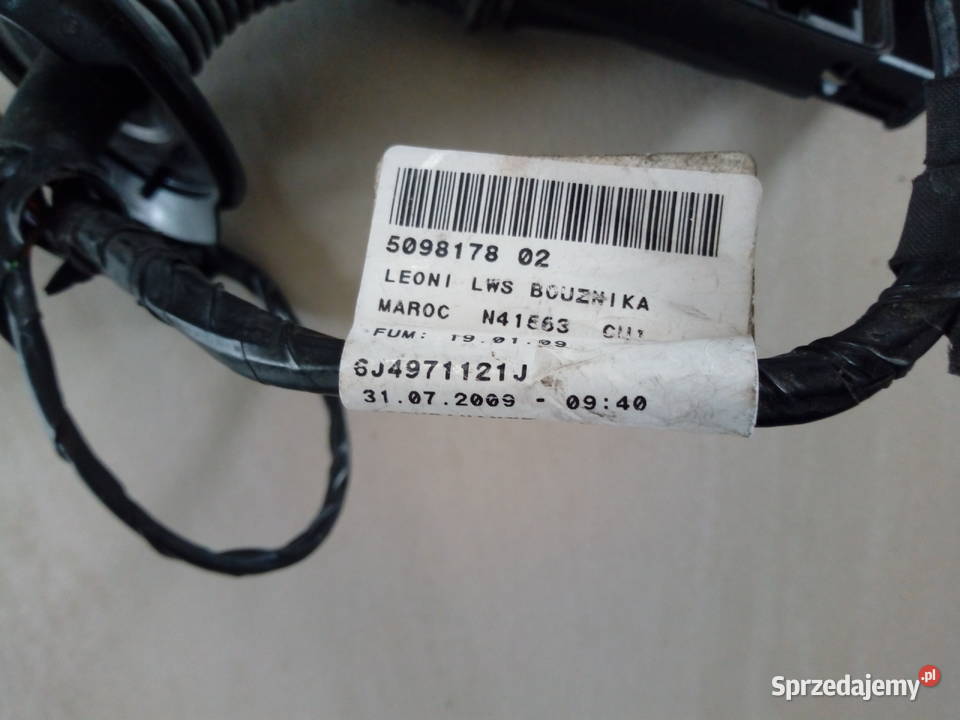 5098178 02
LEONI LWS BOUZNIKA
MAROC N41563
FUM: 19.01.09
6J4971121J
31.07.2009 - 09:40
Sprzedajemy.pl